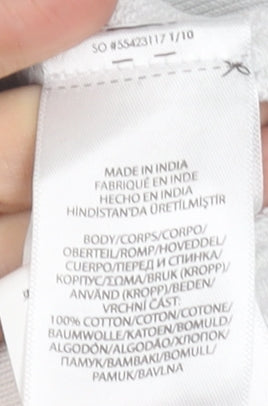 SO #55423117 1/10
MADE IN INDIA
FABRIQUÉ EN INDE
HECHO EN INDIA
HİNDİSTAN'DA ÜRETİLMİŞTİR
BODY/CORPS/CORPO/
OBERTEIL/ROMP/HOVEDDEL/
CUERPO/ПЕРЕД И СПИНКА/
КОРПУС/ΣΩΜΑ/BRUK (KROPP)/
ANVÄND (KROPP)/BEDEN/
VRCHNÍ ČÁST:
100% COTTON/COTON/COTONE/
BAUMWOLLE/KATOEN/BOMULD/
ALGODÓN/ALGODÃO/ХЛОПОК/
ПАМУК/ΒΑΜΒΑΚΙ/BOMULL/
PAMUK/BAVLNA